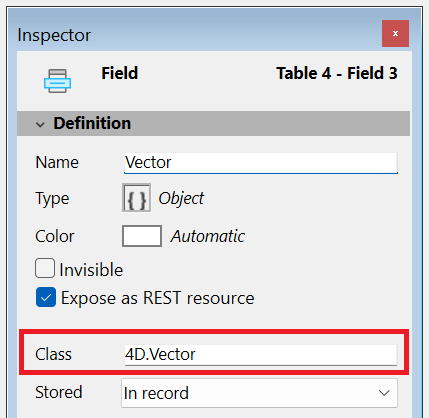 Inspector x
Field Table 4 - Field 3
Definition
Name Vector
Type { } Object
Color Automatic
Invisible
Expose as REST resource
Class 4D.Vector
Stored In record